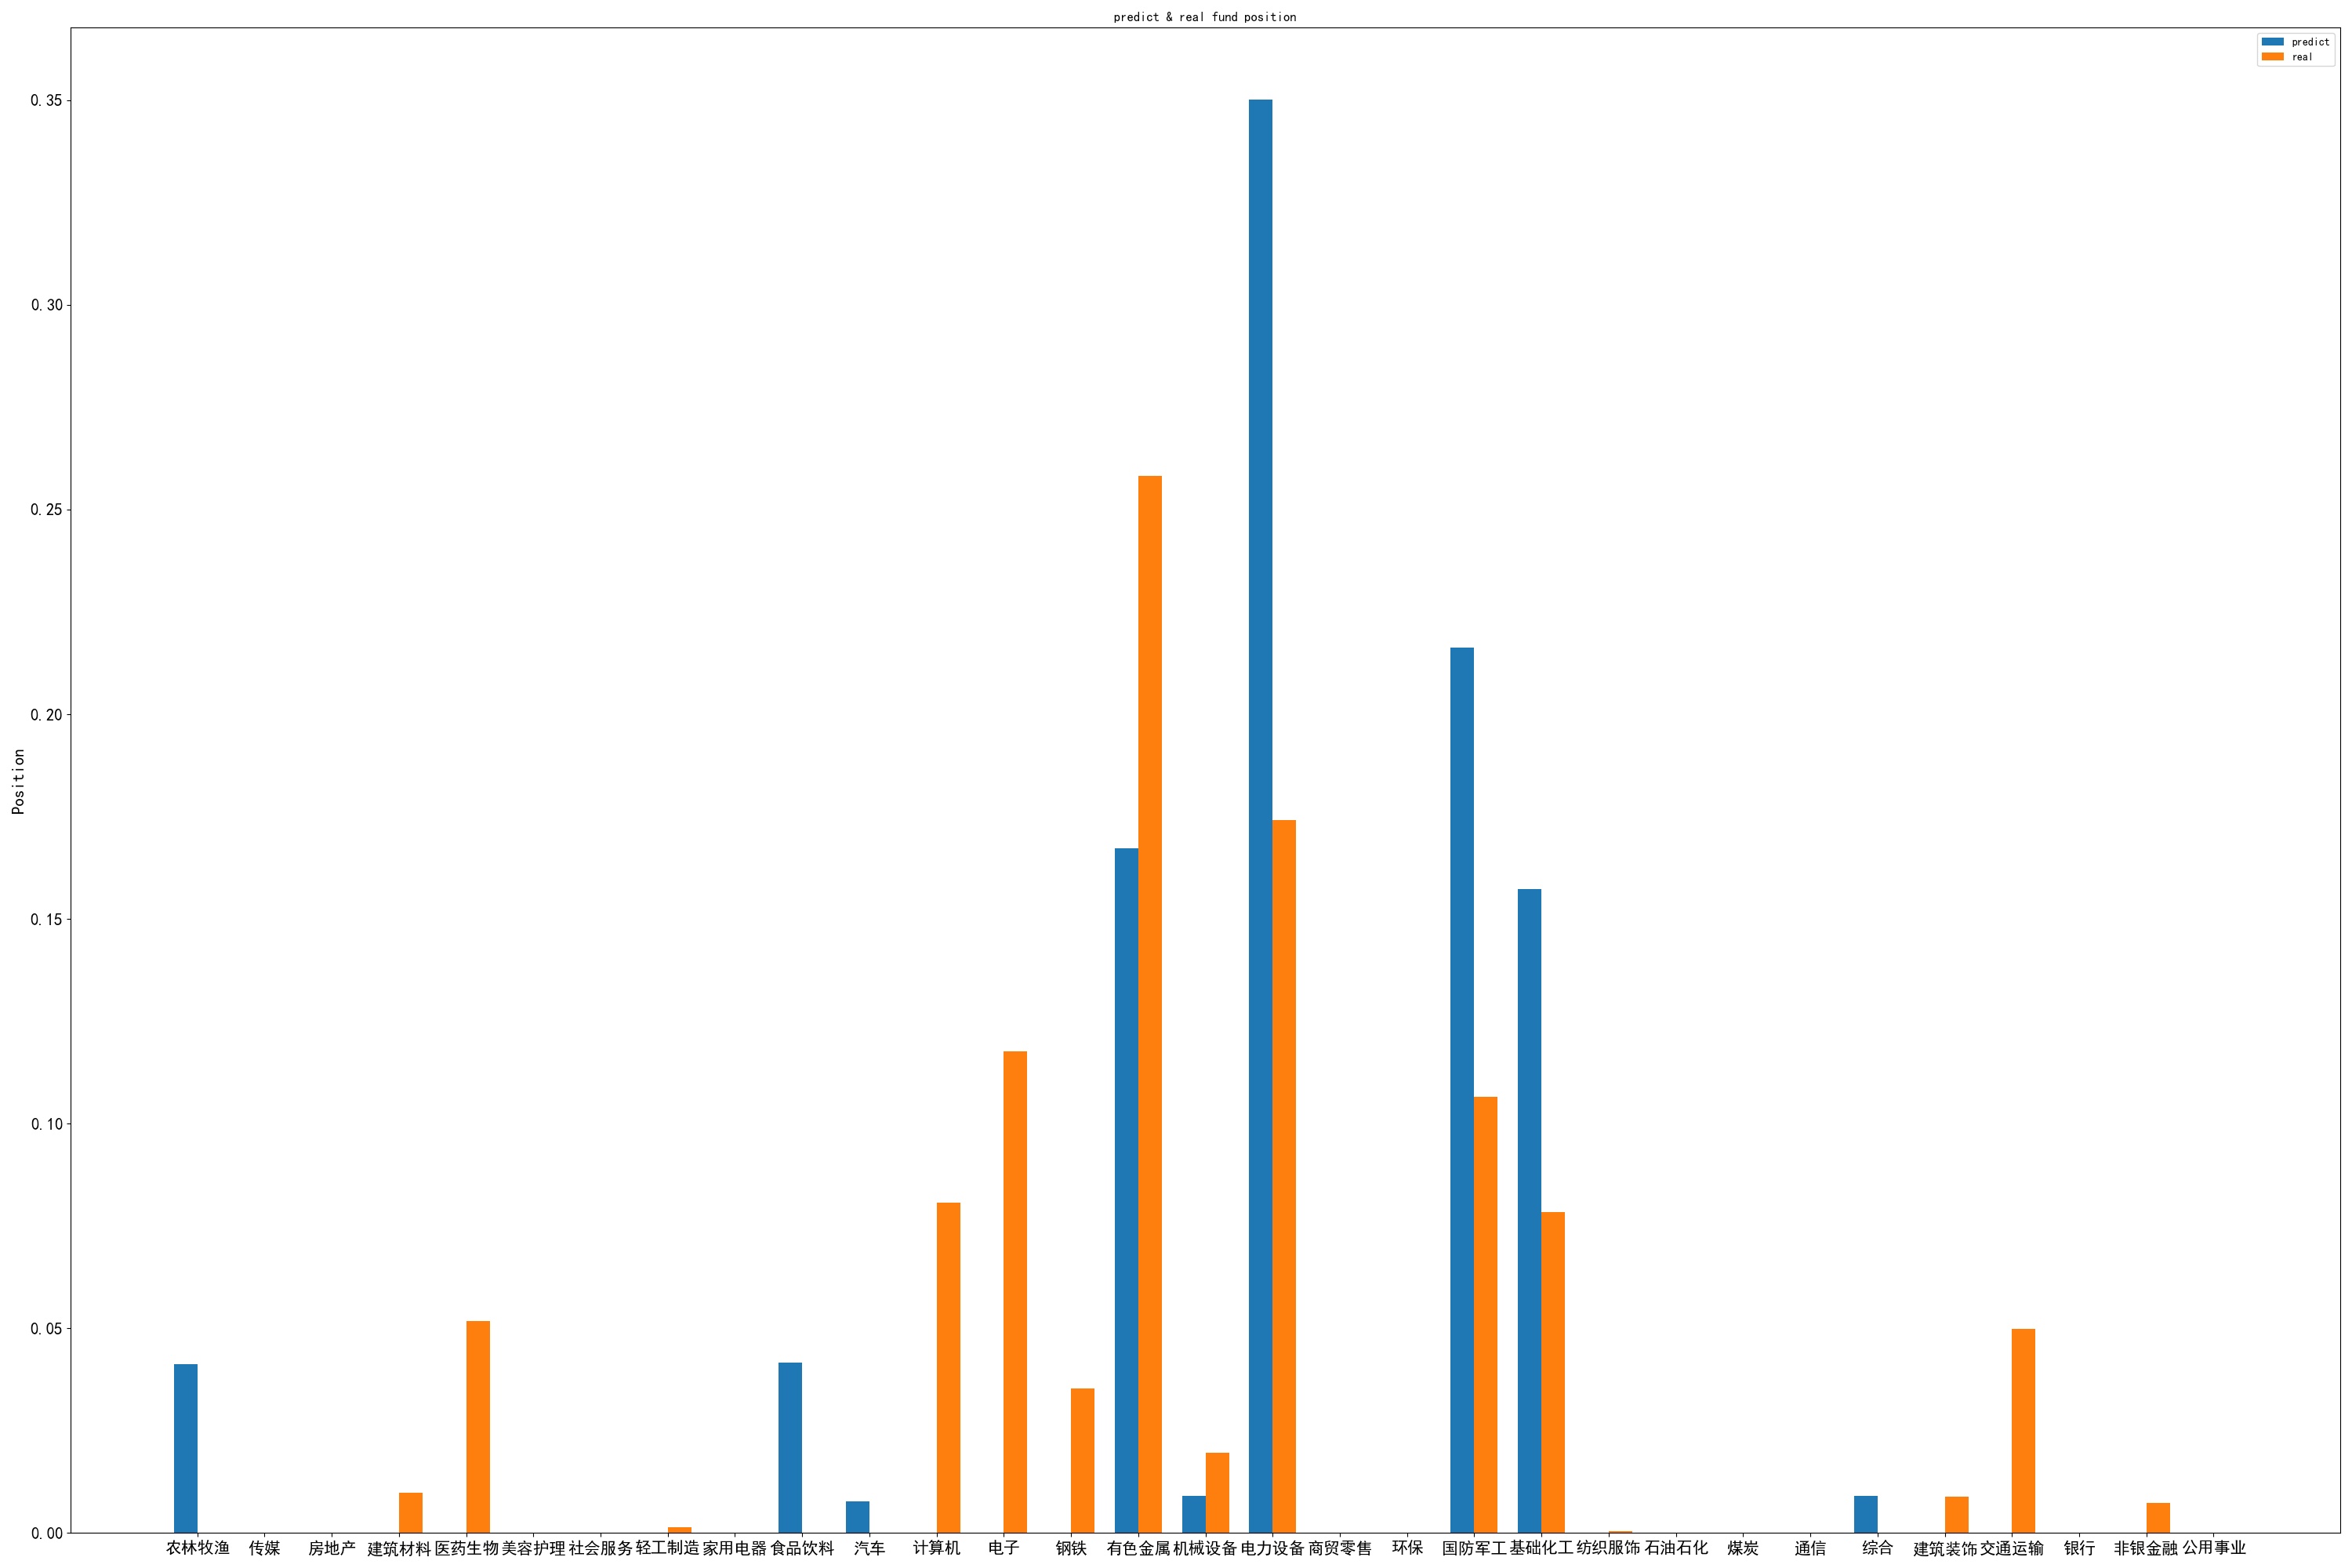 predict & real fund position
predict
real
0.35
0.30
0.25
0.20
0.15
0.10
0.05
0.00
Position
农林牧渔 传媒 房地产 建筑材料 医药生物 美容护理 社会服务 轻工制造 家用电器 食品饮料 汽车 计算机 电子 钢铁 有色金属 机械设备 电力设备 商贸零售 环保 国防军工 基础化工 纺织服饰 石油石化 煤炭 通信 综合 建筑装饰 交通运输 银行 非银金融 公用事业